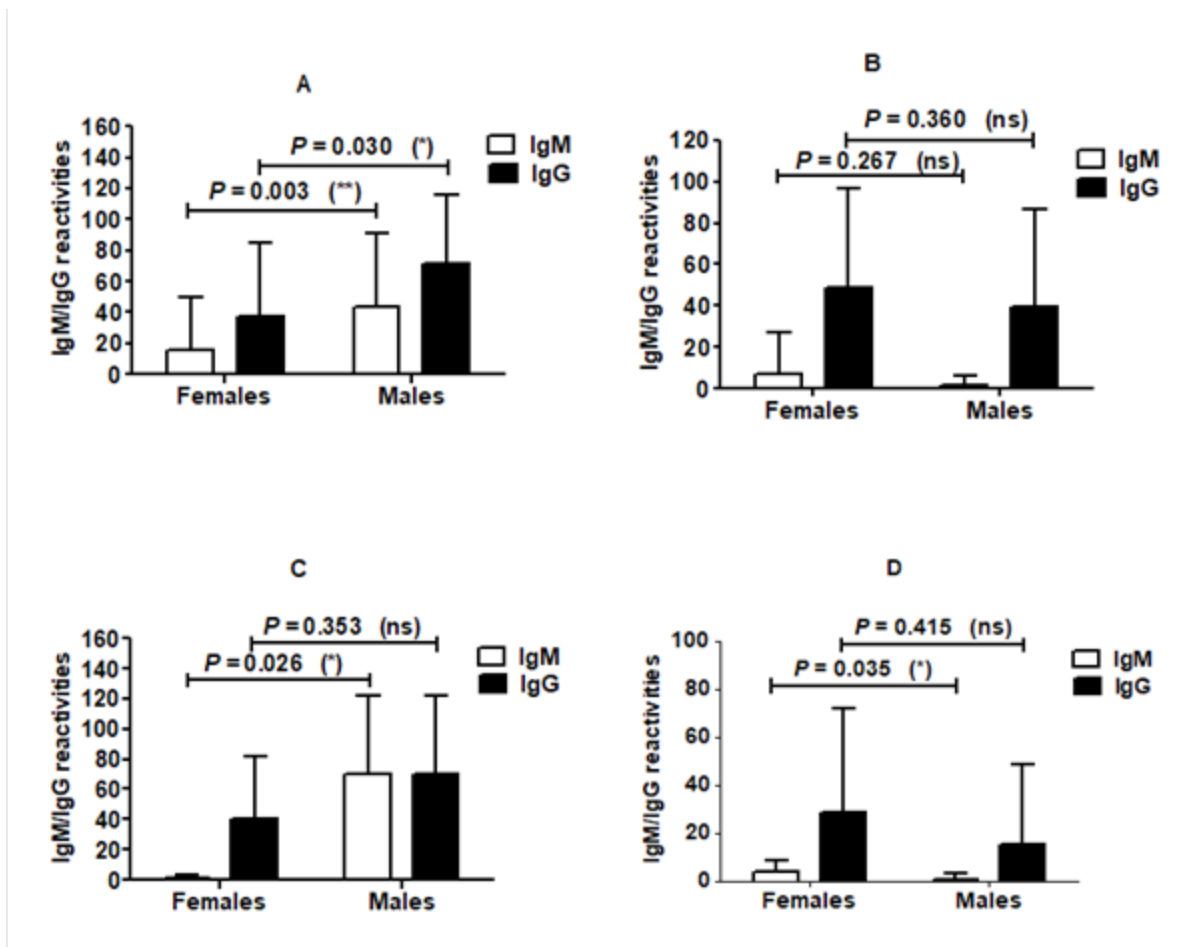 A
IgM/IgG reactivities
160
140
120
100
80
60
40
20
0
P = 0.030 (*)
P = 0.003 (**)
IgM
IgG
Females Males
B
IgM/IgG reactivities
120
100
80
60
40
20
0
P = 0.360 (ns)
P = 0.267 (ns)
IgM
IgG
Females Males
C
IgM/IgG reactivities
160
140
120
100
80
60
40
20
0
P = 0.353 (ns)
P = 0.026 (*)
IgM
IgG
Females Males
D
IgM/IgG reactivities
100
80
60
40
20
0
P = 0.415 (ns)
P = 0.035 (*)
IgM
IgG
Females Males